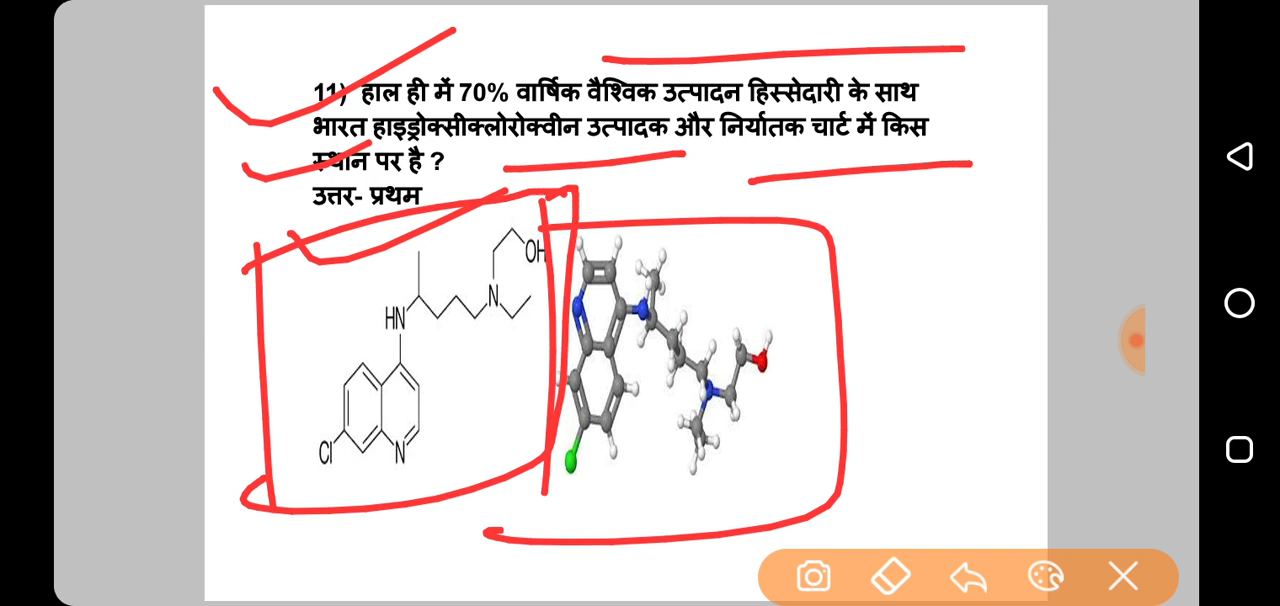 11) हाल ही में 70% वार्षिक वैश्विक उत्पादन हिस्सेदारी के साथ
भारत हाइड्रोक्सीक्लोरोक्वीन उत्पादक और निर्यातक चार्ट में किस
स्थान पर है ?
उत्तर- प्रथम
OH
N
HN
Cl
N